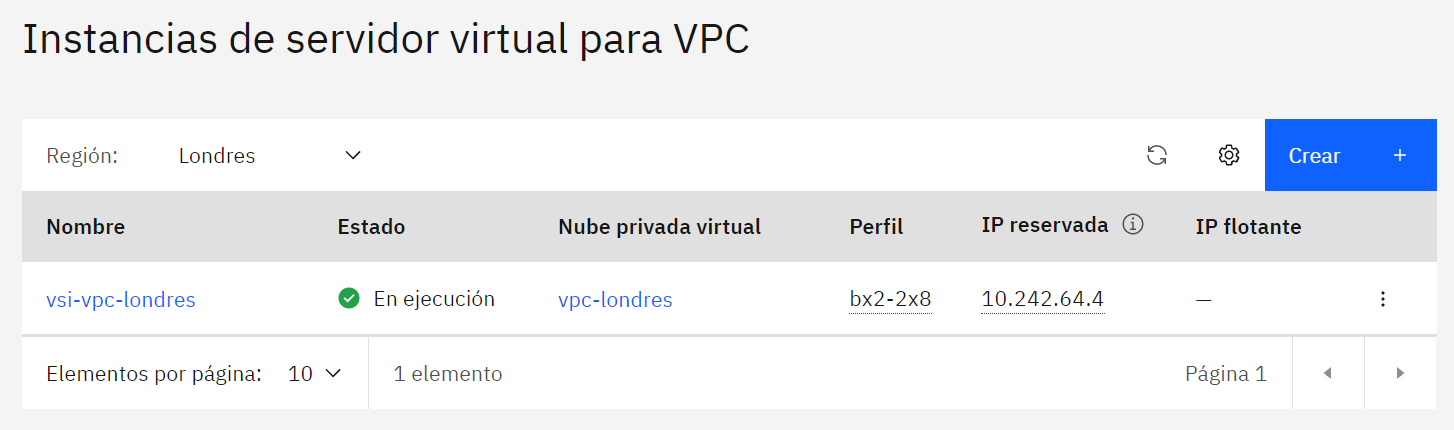 Instancias de servidor virtual para VPC
Región: Londres Crear +
Nombre Estado Nube privada virtual Perfil IP reservada IP flotante
vsi-vpc-londres En ejecución vpc-londres bx2-2x8 10.242.64.4 —
Elementos por página: 10 1 elemento Página 1